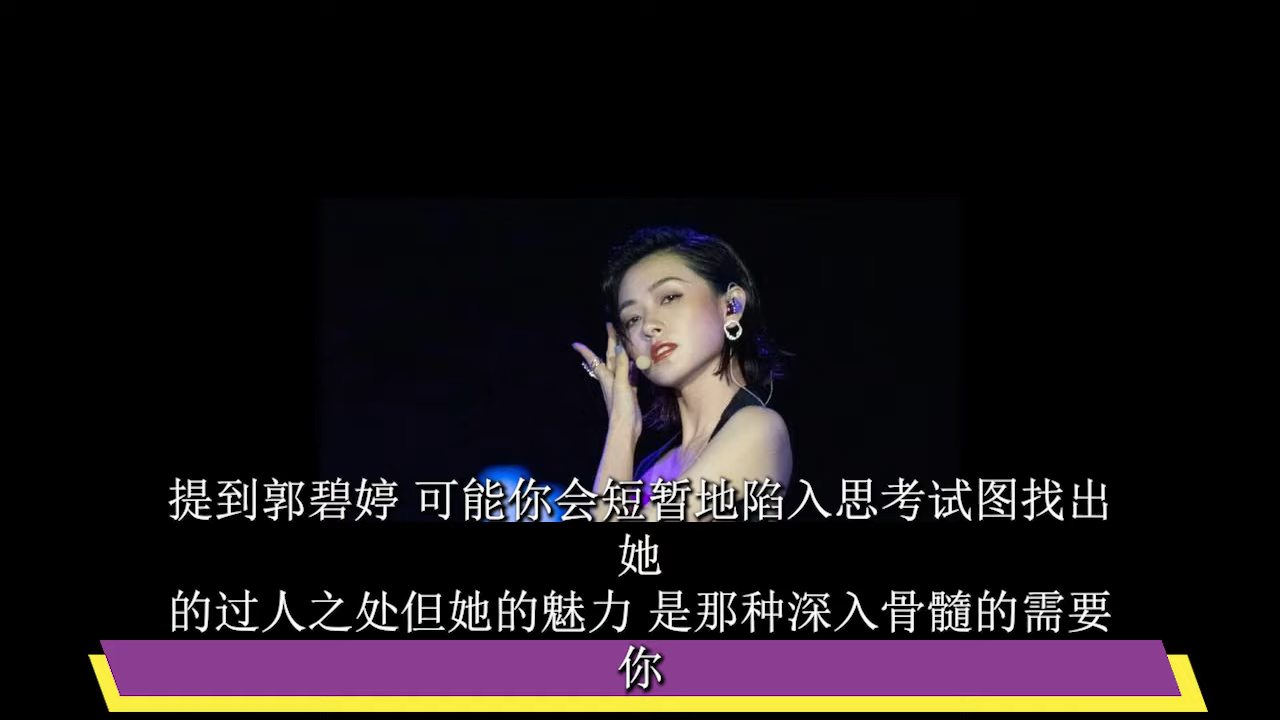 提到郭碧婷 可能你会短暂地陷入思考试图找出
她
的过人之处但她的魅力 是那种深入骨髓的需要
你